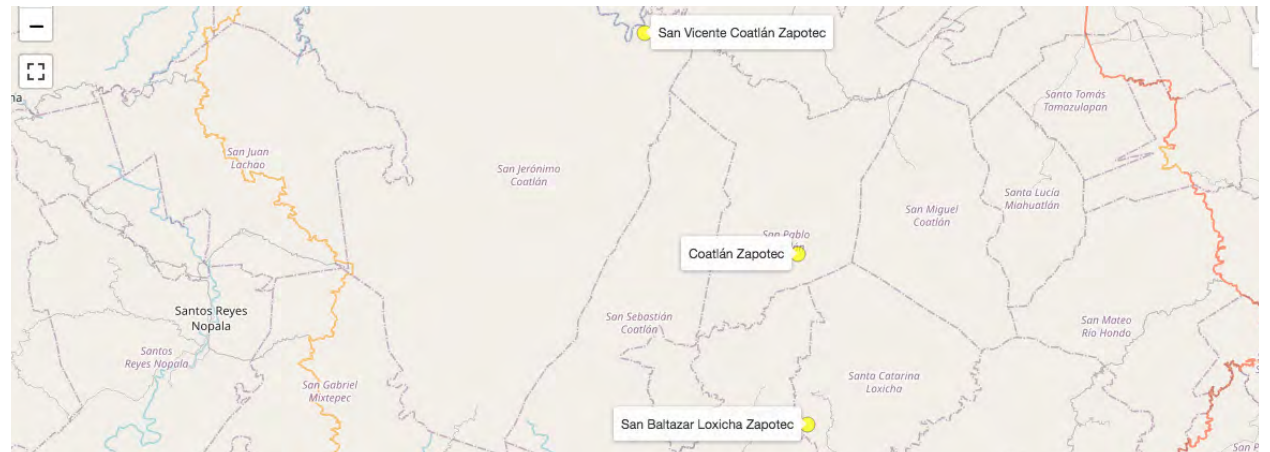 −
San Vicente Coatlán Zapotec
na
Santo Tomás
Tamazulapan
San Juan
Lachao
San Jerónimo
Coatlán
Santa Lucía
Miahuatlán
San Miguel
Coatlán
San Pablo
Coatlán Zapotec
Santos Reyes
Nopala
San Sebastián
Coatlán
San Mateo
Río Hondo
Santos
Reyes Nopala
San Gabriel
Mixtepec
Santa Catarina
Loxicha
San Baltazar Loxicha Zapotec
San P